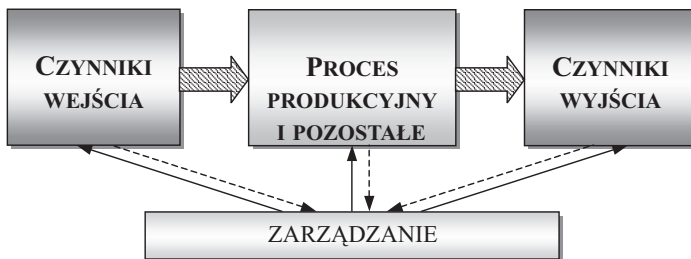 CZYNNIKI
WEJŚCIA
PROCES
PRODUKCYJNY
I POZOSTAŁE
CZYNNIKI
WYJŚCIA
ZARZĄDZANIE